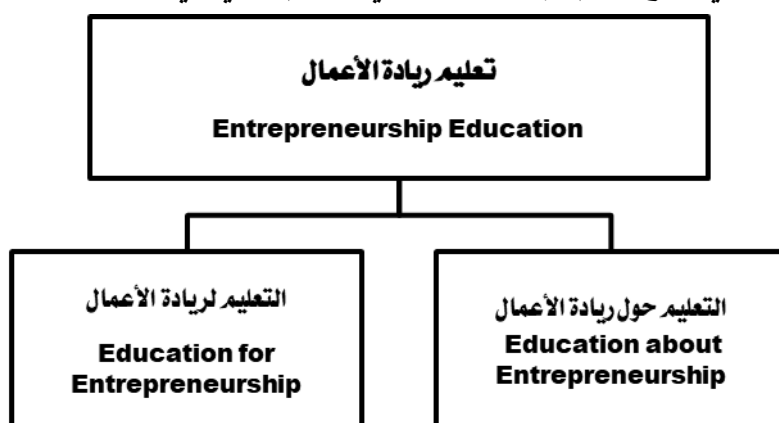 تعليم ريادة الأعمال
Entrepreneurship Education
التعليم حول ريادة الأعمال
Education about
Entrepreneurship
التعليم لريادة الأعمال
Education for
Entrepreneurship